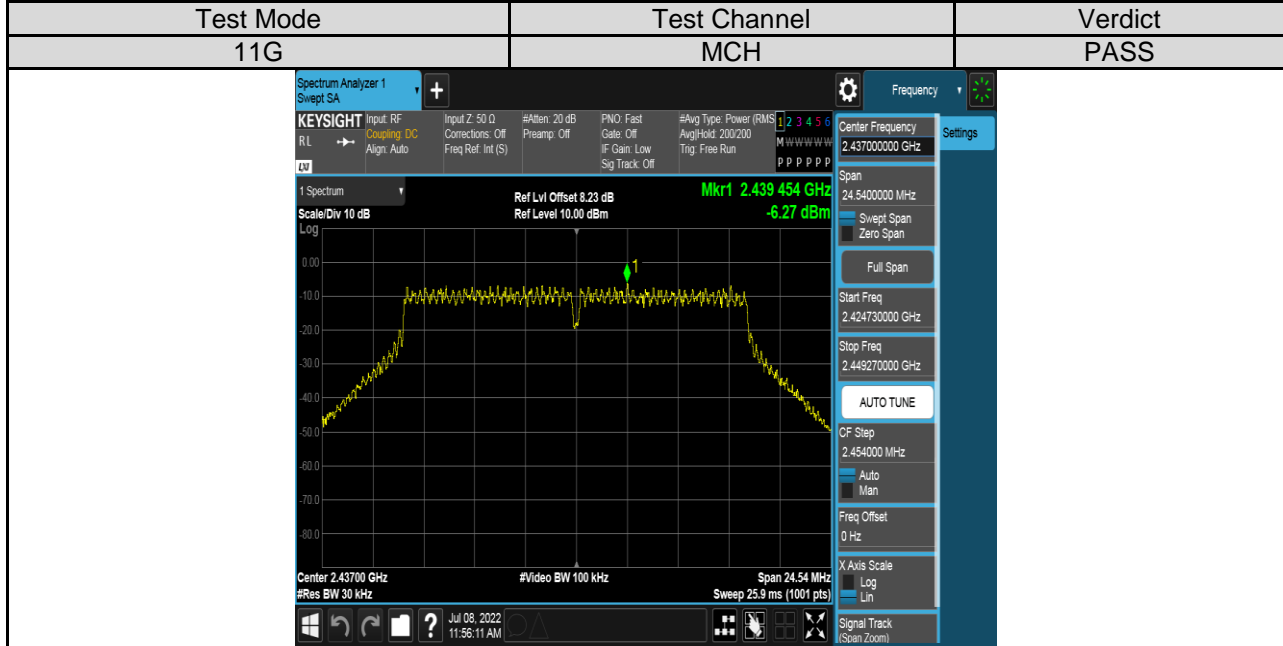 Test Mode Test Channel Verdict
11G MCH PASS
Spectrum Analyzer 1
Swept SA
Frequency
KEYSIGHT
RL
LXI
Input: RF
Coupling: DC
Align: Auto
Input Z: 50 Ω
Corrections: Off
Freq Ref: Int (S)
#Atten: 20 dB
Preamp: Off
PNO: Fast
Gate: Off
IF Gain: Low
Sig Track: Off
#Avg Type: Power (RMS
Avg|Hold: 200/200
Trig: Free Run
1 2 3 4 5 6
M W W W W W
P P P P P P
Center Frequency
2.437000000 GHz
Settings
Span
24.5400000 MHz
Swept Span
Zero Span
Full Span
Start Freq
2.424730000 GHz
Stop Freq
2.449270000 GHz
AUTO TUNE
CF Step
2.454000 MHz
Auto
Man
Freq Offset
0 Hz
X Axis Scale
Log
Lin
Signal Track
(Span Zoom)
1 Spectrum
Scale/Div 10 dB
Ref Lvl Offset 8.23 dB
Ref Level 10.00 dBm
Mkr1 2.439 454 GHz
-6.27 dBm
Log
0.00
-10.0
-20.0
-30.0
-40.0
-50.0
-60.0
-70.0
-80.0
1
Center 2.43700 GHz
#Res BW 30 kHz
#Video BW 100 kHz
Span 24.54 MHz
Sweep 25.9 ms (1001 pts)
?
Jul 08, 2022
11:56:11 AM